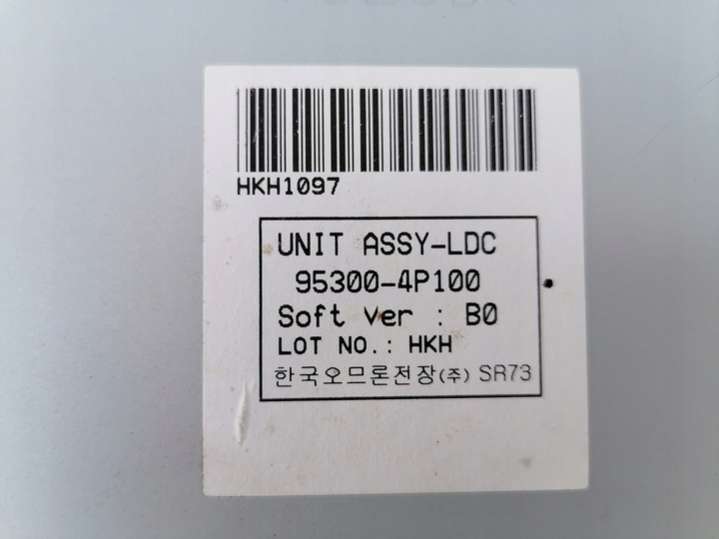 HKH1097
UNIT ASSY-LDC
95300-4P100
Soft Ver : B0
LOT NO.: HKH
한국오므론전장(주) SR73